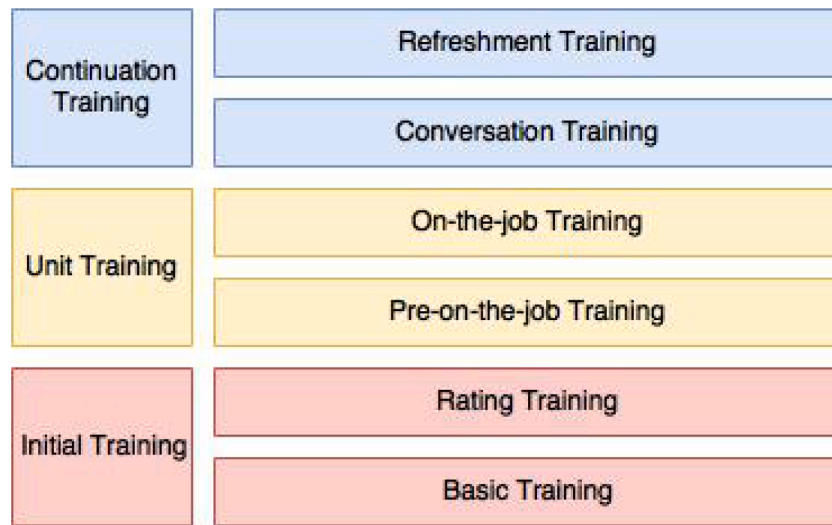 Continuation
Training
Refreshment Training
Conversation Training
Unit Training
On-the-job Training
Pre-on-the-job Training
Initial Training
Rating Training
Basic Training